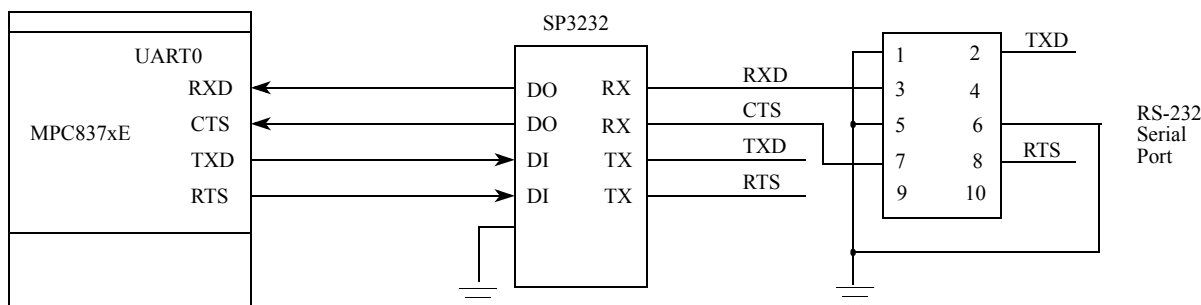 SP3232
UART0
MPC837xE
RXD
CTS
TXD
RTS
DO
DO
DI
DI
RX
RX
TX
TX
RXD
CTS
TXD
RTS
1 2
3 4
5 6
7 8
9 10
TXD
RTS
RS-232
Serial
Port